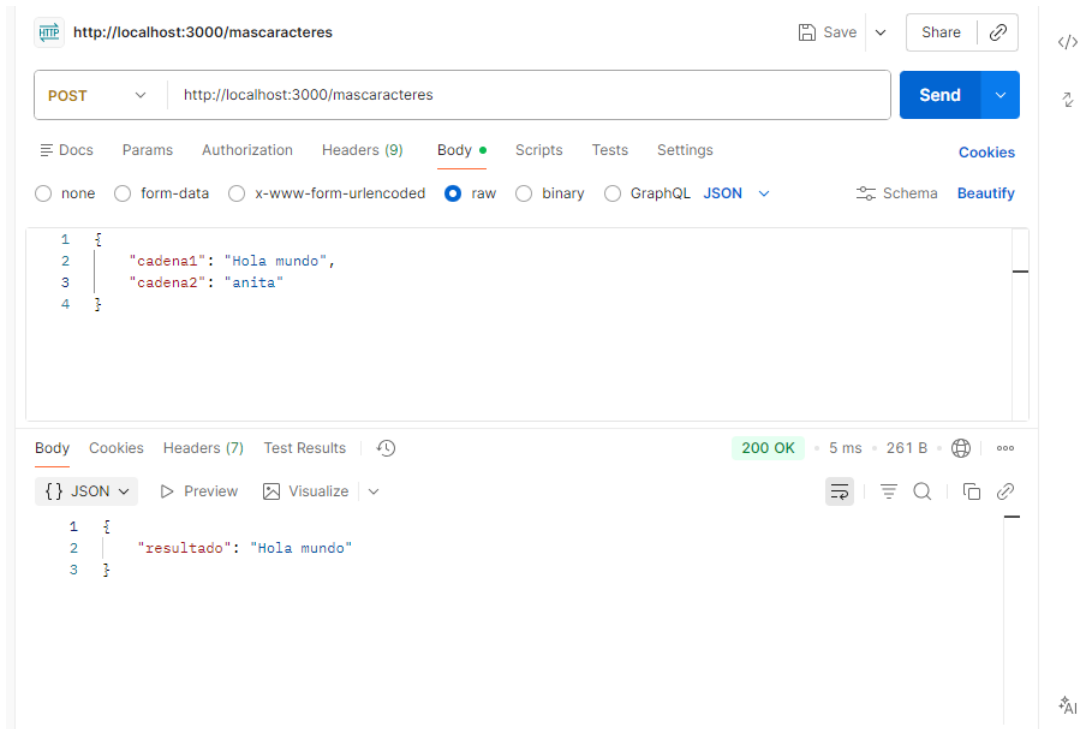 HTTP http://localhost:3000/mascaracteres Save Share
POST http://localhost:3000/mascaracteres Send
Docs Params Authorization Headers (9) Body Scripts Tests Settings Cookies
none form-data x-www-form-urlencoded raw binary GraphQL JSON Schema Beautify
1 {
2 "cadena1": "Hola mundo",
3 "cadena2": "anita"
4 }
Body Cookies Headers (7) Test Results 200 OK • 5 ms • 261 B •
{} JSON Preview Visualize
1 {
2 "resultado": "Hola mundo"
3 }
AI